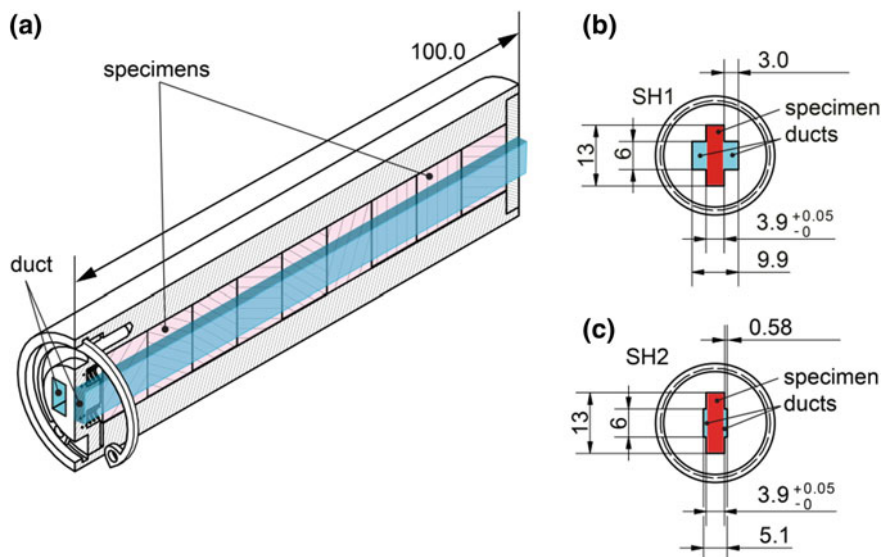 (a)
100.0
specimens
duct
(b)
3.0
SH1
specimen
ducts
13
6
3.9 +0.05 -0
9.9
(c)
0.58
SH2
specimen
ducts
13
6
3.9 +0.05 -0
5.1